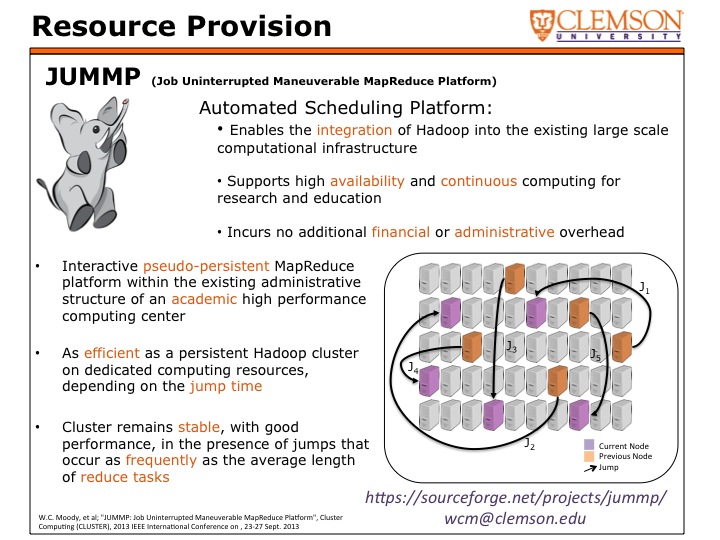 Resource Provision
CLEMSON
UNIVERSITY
JUMMP (Job Uninterrupted Maneuverable MapReduce Platform)
Automated Scheduling Platform:
• Enables the integration of Hadoop into the existing large scale
computational infrastructure
• Supports high availability and continuous computing for
research and education
• Incurs no additional financial or administrative overhead
• Interactive pseudo-persistent MapReduce
platform within the existing administrative
structure of an academic high performance
computing center
• As efficient as a persistent Hadoop cluster
on dedicated computing resources,
depending on the jump time
• Cluster remains stable, with good
performance, in the presence of jumps that
occur as frequently as the average length
of reduce tasks
J1
J3
J5
J4
J2
Current Node
Previous Node
Jump
https://sourceforge.net/projects/jummp/
wcm@clemson.edu
W.C. Moody, et al; "JUMMP: Job Uninterrupted Maneuverable MapReduce Platform", Cluster
Computing (CLUSTER), 2013 IEEE International Conference on , 23-27 Sept. 2013